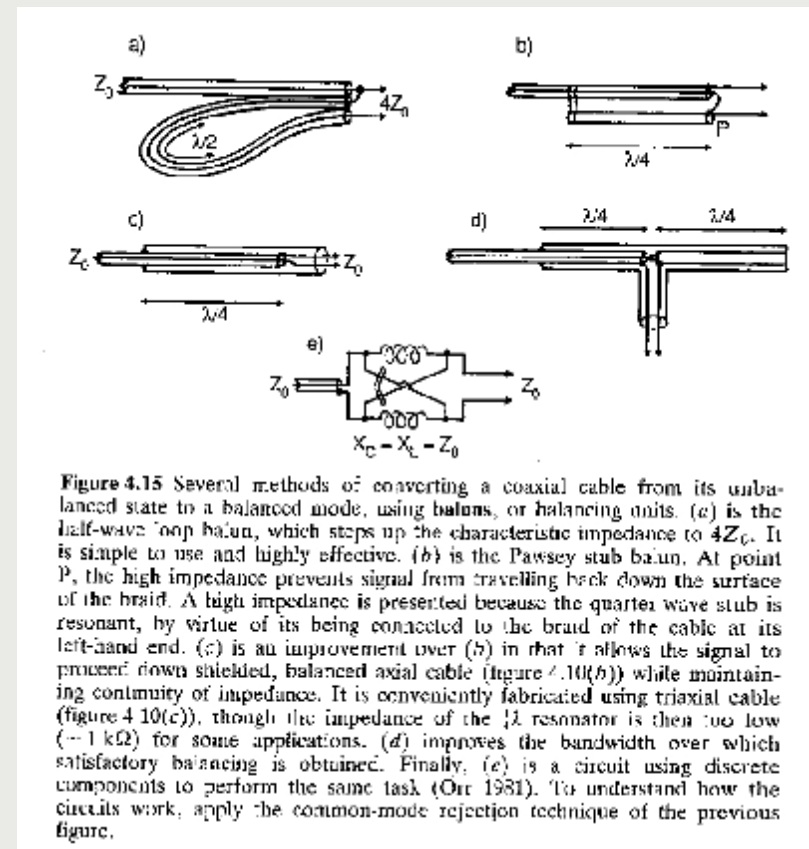 a)
b)
Z₀
4Z₀
λ/2
P
λ/4
c)
d)
λ/4
λ/4
Z₀
Z₀
λ/4
e)
Z₀
Z₀
X_C = X_L = Z₀
Figure 4.15 Several methods of converting a coaxial cable from its unba-
lanced state to a balanced mode, using baluns, or balancing units. (a) is the
half-wave loop balun, which steps up the characteristic impedance to 4Z₀. It
is simple to use and highly effective. (b) is the Pawsey stub balun. At point
P, the high impedance prevents signal from travelling back down the surface
of the braid. A high impedance is presented because the quarter wave stub is
resonant, by virtue of its being connected to the braid of the cable at its
left-hand end. (c) is an improvement over (b) in that it allows the signal to
proceed down shielded, balanced axial cable (figure 4.10(b)) while maintain-
ing continuity of impedance. It is conveniently fabricated using triaxial cable
(figure 4.10(c)), though the impedance of the ¼λ resonator is then too low
(~1 kΩ) for some applications. (d) improves the bandwidth over which
satisfactory balancing is obtained. Finally, (e) is a circuit using discrete
components to perform the same task (Orr 1981). To understand how the
circuits work, apply the common-mode rejection technique of the previous
figure.